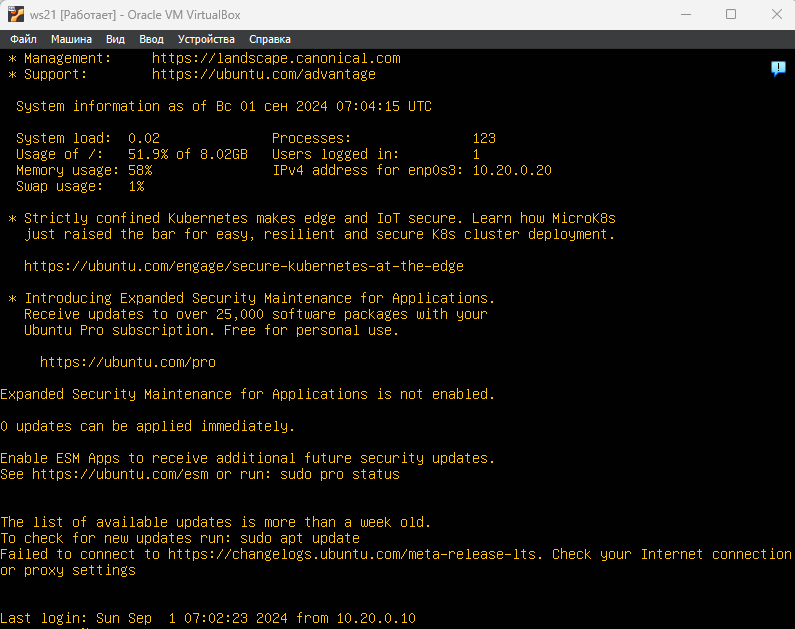 ws21 [Работает] - Oracle VM VirtualBox
Файл Машина Вид Ввод Устройства Справка
* Management: https://landscape.canonical.com
* Support: https://ubuntu.com/advantage
System information as of Вс 01 сен 2024 07:04:15 UTC
System load: 0.02 Processes: 123
Usage of /: 51.9% of 8.02GB Users logged in: 1
Memory usage: 58% IPv4 address for enp0s3: 10.20.0.20
Swap usage: 1%
* Strictly confined Kubernetes makes edge and IoT secure. Learn how MicroK8s
just raised the bar for easy, resilient and secure K8s cluster deployment.
https://ubuntu.com/engage/secure-kubernetes-at-the-edge
* Introducing Expanded Security Maintenance for Applications.
Receive updates to over 25,000 software packages with your
Ubuntu Pro subscription. Free for personal use.
https://ubuntu.com/pro
Expanded Security Maintenance for Applications is not enabled.
0 updates can be applied immediately.
Enable ESM Apps to receive additional future security updates.
See https://ubuntu.com/esm or run: sudo pro status
The list of available updates is more than a week old.
To check for new updates run: sudo apt update
Failed to connect to https://changelogs.ubuntu.com/meta-release-lts. Check your Internet connection
or proxy settings
Last login: Sun Sep  1 07:02:23 2024 from 10.20.0.10